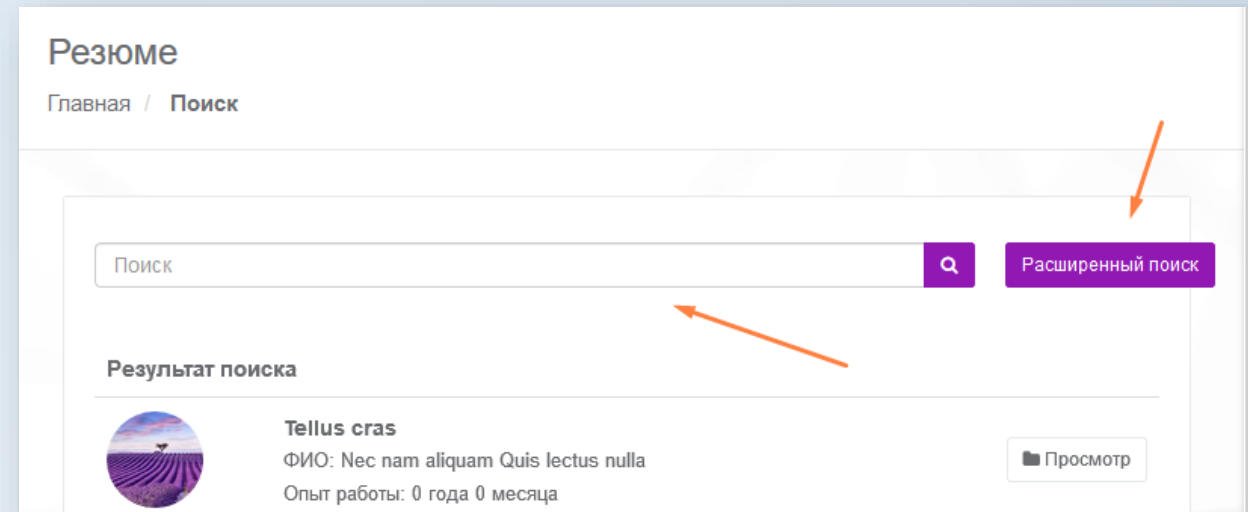 Резюме
Главная / Поиск
Поиск Расширенный поиск
Результат поиска
Tellus cras
ФИО: Nec nam aliquam Quis lectus nulla
Просмотр
Опыт работы: 0 года 0 месяца